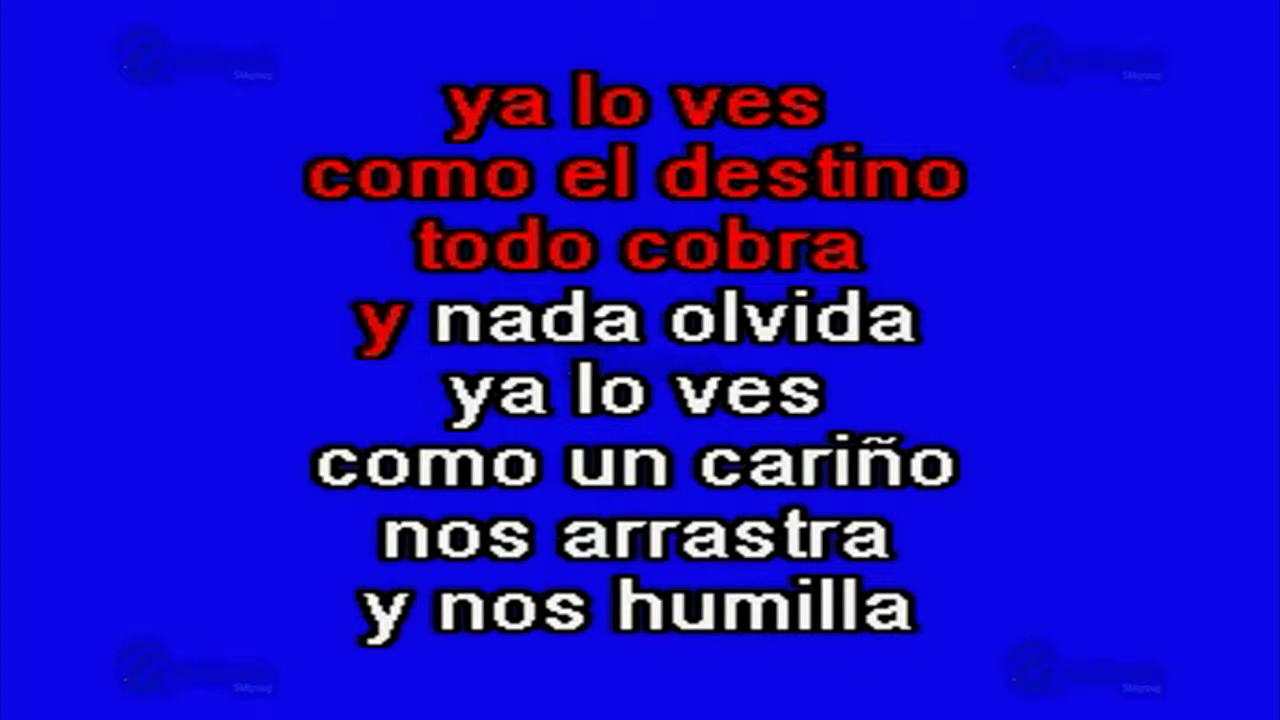 ya lo ves
como el destino
todo cobra
y nada olvida
ya lo ves
como un cariño
nos arrastra
y nos humilla